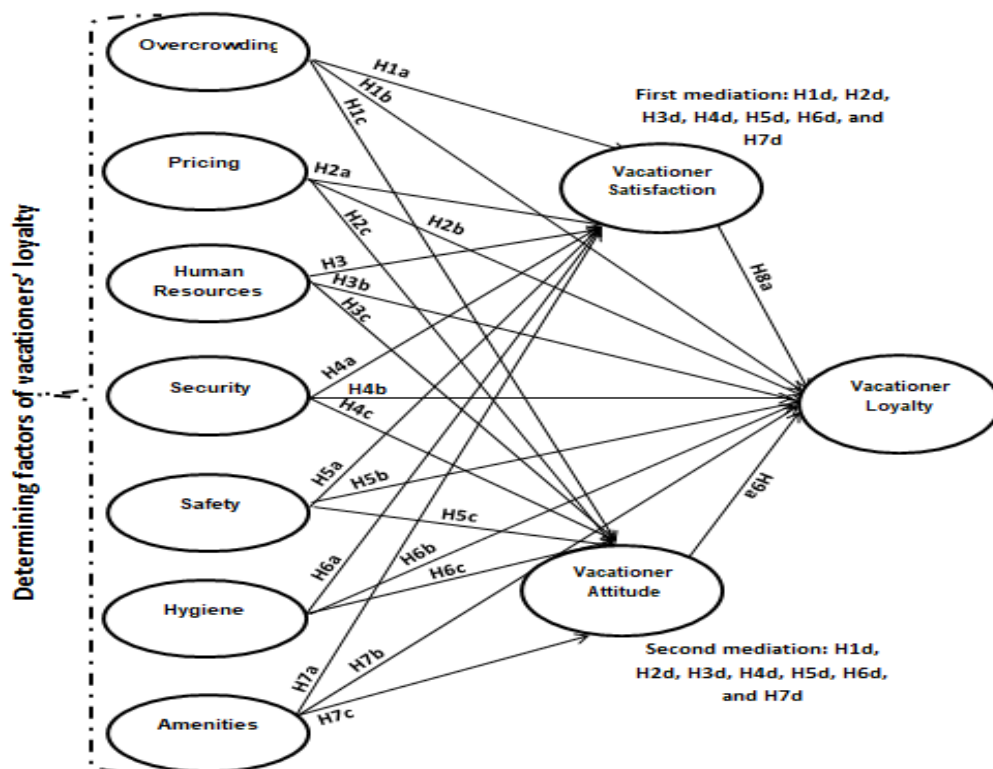 Determining factors of vacationers' loyalty
Overcrowding
Pricing
Human
Resources
Security
Safety
Hygiene
Amenities
H1a
H1b
H1c
H2a
H2b
H2c
H3
H3b
H3c
H4a
H4b
H4c
H5a
H5b
H5c
H6a
H6b
H6c
H7a
H7b
H7c
First mediation: H1d, H2d,
H3d, H4d, H5d, H6d, and
H7d
Vacationer
Satisfaction
H8a
Vacationer
Loyalty
H9a
Vacationer
Attitude
Second mediation: H1d,
H2d, H3d, H4d, H5d, H6d,
and H7d